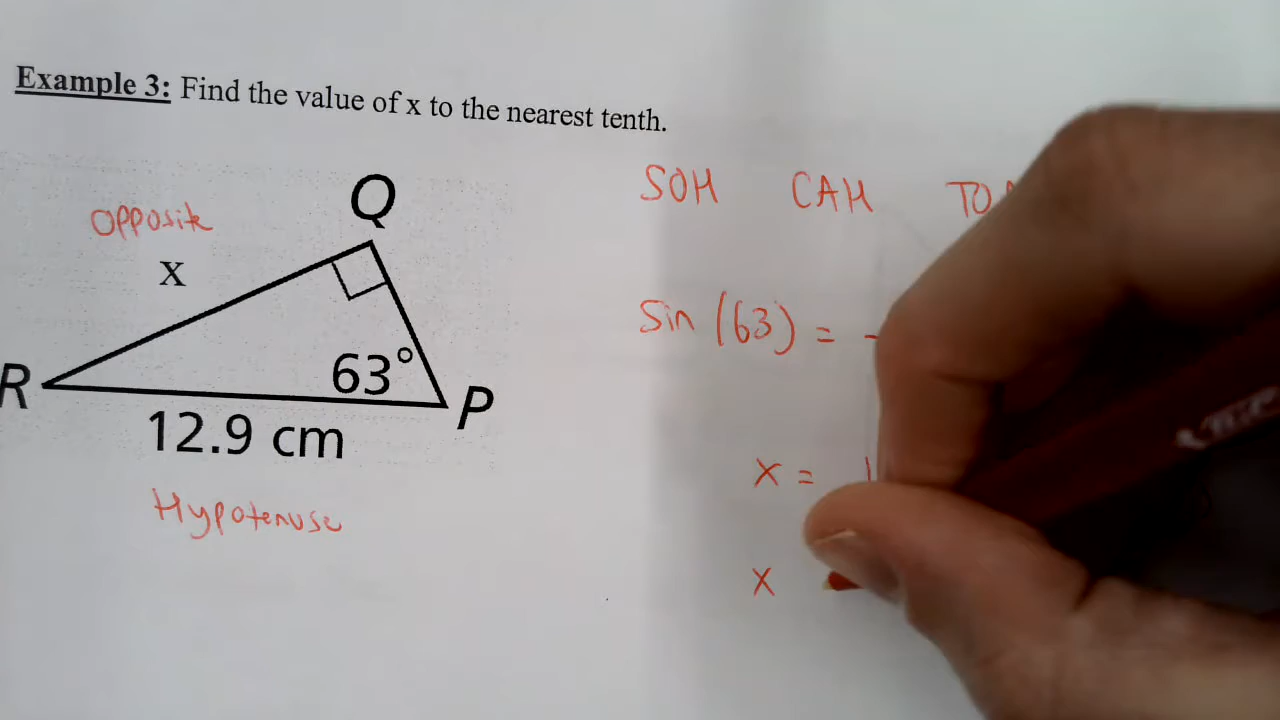 Example 3: Find the value of x to the nearest tenth.
SOH CAH
Opposite
Q
X
Sin (63) =
63°
R
P
12.9 cm
X =
Hypotenuse
X